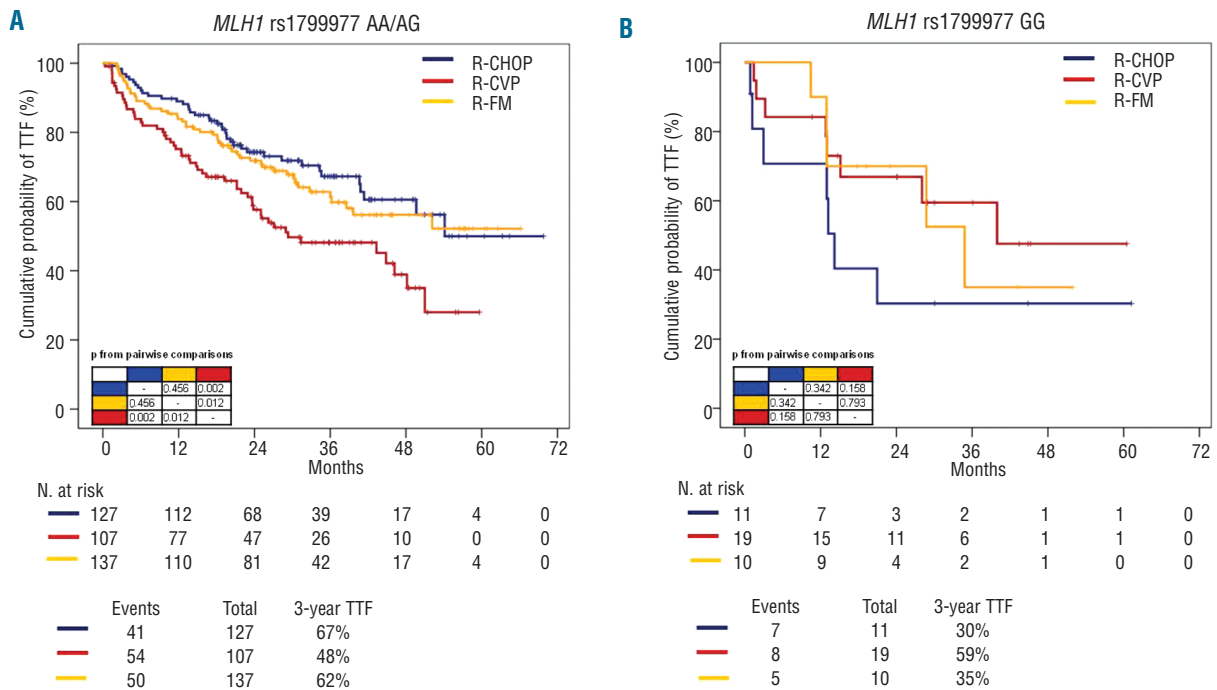 A
MLH1 rs1799977 AA/AG
Cumulative probability of TTF (%)
100
80
60
40
20
0
R-CHOP
R-CVP
R-FM
p from pairwise comparisons
- 0.456 0.002
0.456 - 0.012
0.002 0.012 -
0 12 24 36 48 60 72
Months
N. at risk
127 112 68 39 17 4 0
107 77 47 26 10 0 0
137 110 81 42 17 4 0
Events Total 3-year TTF
41 127 67%
54 107 48%
50 137 62%
B
MLH1 rs1799977 GG
Cumulative probability of TTF (%)
100
80
60
40
20
0
R-CHOP
R-CVP
R-FM
p from pairwise comparisons
- 0.342 0.158
0.342 - 0.793
0.158 0.793 -
0 12 24 36 48 60 72
Months
N. at risk
11 7 3 2 1 1 0
19 15 11 6 1 1 0
10 9 4 2 1 0 0
Events Total 3-year TTF
7 11 30%
8 19 59%
5 10 35%